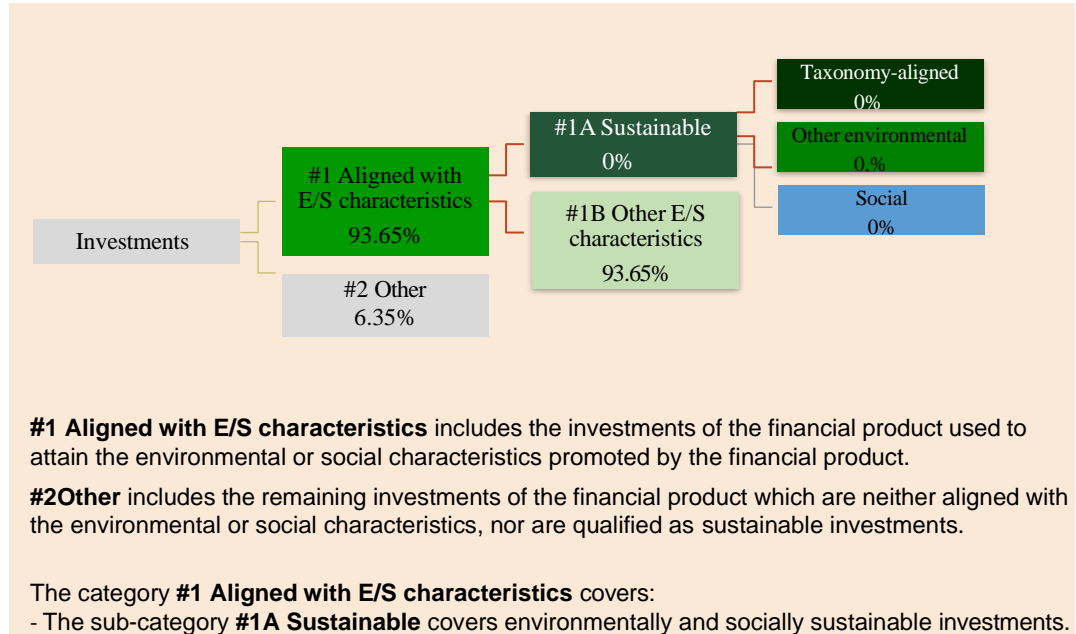 Taxonomy-aligned
0%
#1A Sustainable
0%
Other environmental
0,%
#1 Aligned with
E/S characteristics
93.65%
Social
0%
#1B Other E/S
characteristics
93.65%
Investments
#2 Other
6.35%
#1 Aligned with E/S characteristics includes the investments of the financial product used to
attain the environmental or social characteristics promoted by the financial product.
#2Other includes the remaining investments of the financial product which are neither aligned with
the environmental or social characteristics, nor are qualified as sustainable investments.
The category #1 Aligned with E/S characteristics covers:
- The sub-category #1A Sustainable covers environmentally and socially sustainable investments.